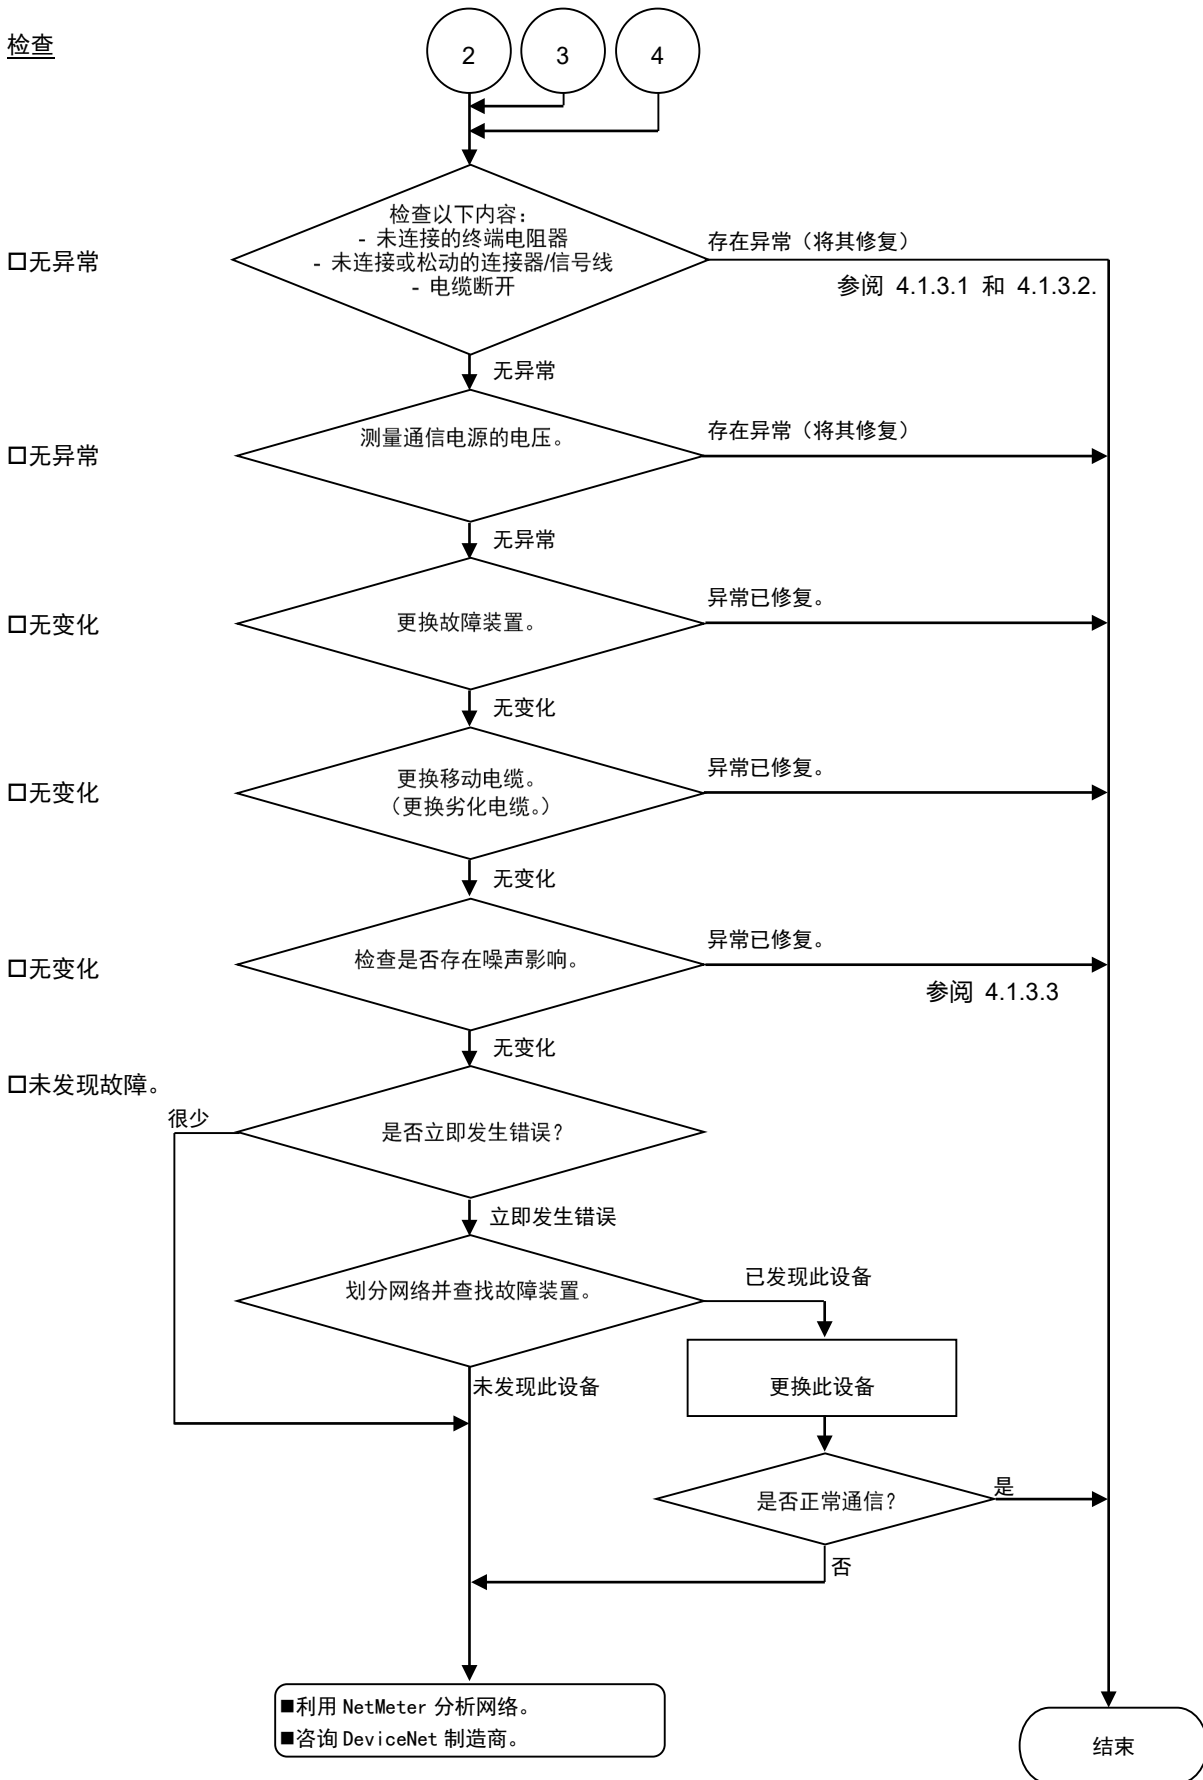 检查
2
3
4
检查以下内容：
- 未连接的终端电阻器
- 未连接或松动的连接器/信号线
- 电缆断开
存在异常（将其修复）
□无异常
参阅 4.1.3.1 和 4.1.3.2.
无异常
测量通信电源的电压。
存在异常（将其修复）
□无异常
无异常
更换故障装置。
异常已修复。
□无变化
无变化
更换移动电缆。
（更换劣化电缆。）
异常已修复。
□无变化
无变化
检查是否存在噪声影响。
异常已修复。
□无变化
参阅 4.1.3.3
无变化
□未发现故障。
很少
是否立即发生错误？
立即发生错误
划分网络并查找故障装置。
已发现此设备
未发现此设备
更换此设备
是否正常通信？
是
否
■利用 NetMeter 分析网络。
■咨询 DeviceNet 制造商。
结束